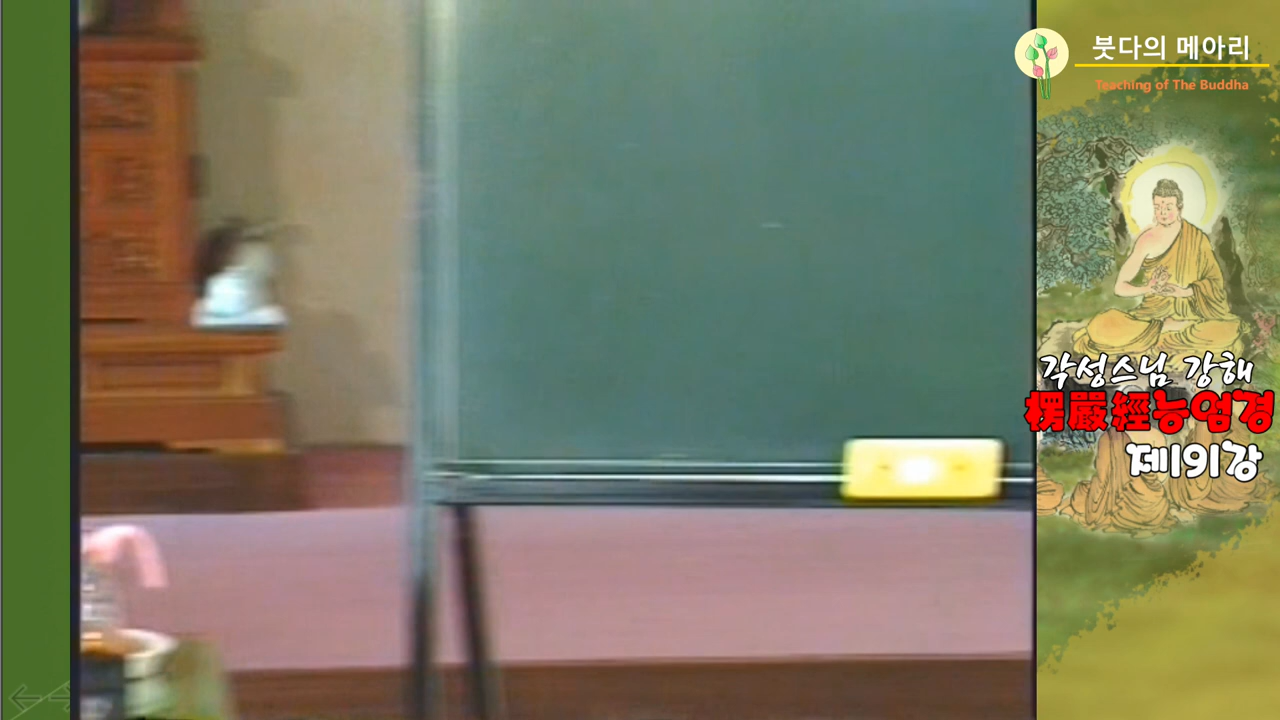 붓다의 메아리
Teaching of The Buddha
각성스님 강해
楞嚴經능엄경
제191강